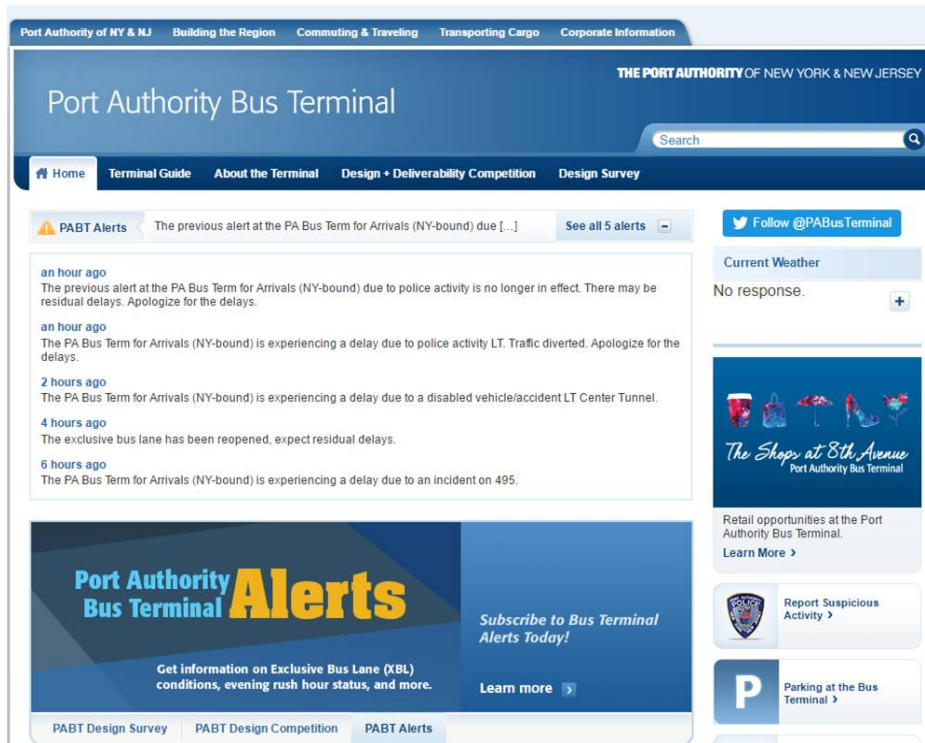 Port Authority of NY & NJ Building the Region Commuting & Traveling Transporting Cargo Corporate Information
THE PORT AUTHORITY OF NEW YORK & NEW JERSEY
Port Authority Bus Terminal
Search
Home Terminal Guide About the Terminal Design + Deliverability Competition Design Survey
PABT Alerts The previous alert at the PA Bus Term for Arrivals (NY-bound) due [...] See all 5 alerts
an hour ago
The previous alert at the PA Bus Term for Arrivals (NY-bound) due to police activity is no longer in effect. There may be
residual delays. Apologize for the delays.
an hour ago
The PA Bus Term for Arrivals (NY-bound) is experiencing a delay due to police activity LT. Traffic diverted. Apologize for the
delays.
2 hours ago
The PA Bus Term for Arrivals (NY-bound) is experiencing a delay due to a disabled vehicle/accident LT Center Tunnel.
4 hours ago
The exclusive bus lane has been reopened, expect residual delays.
6 hours ago
The PA Bus Term for Arrivals (NY-bound) is experiencing a delay due to an incident on 495.
Port Authority
Bus Terminal Alerts
Get information on Exclusive Bus Lane (XBL)
conditions, evening rush hour status, and more.
Subscribe to Bus Terminal
Alerts Today!
Learn more
PABT Design Survey PABT Design Competition PABT Alerts
Follow @PABusTerminal
Current Weather
No response.
The Shops at 8th Avenue
Port Authority Bus Terminal
Retail opportunities at the Port
Authority Bus Terminal.
Learn More
POLICE
Report Suspicious
Activity
P
Parking at the Bus
Terminal